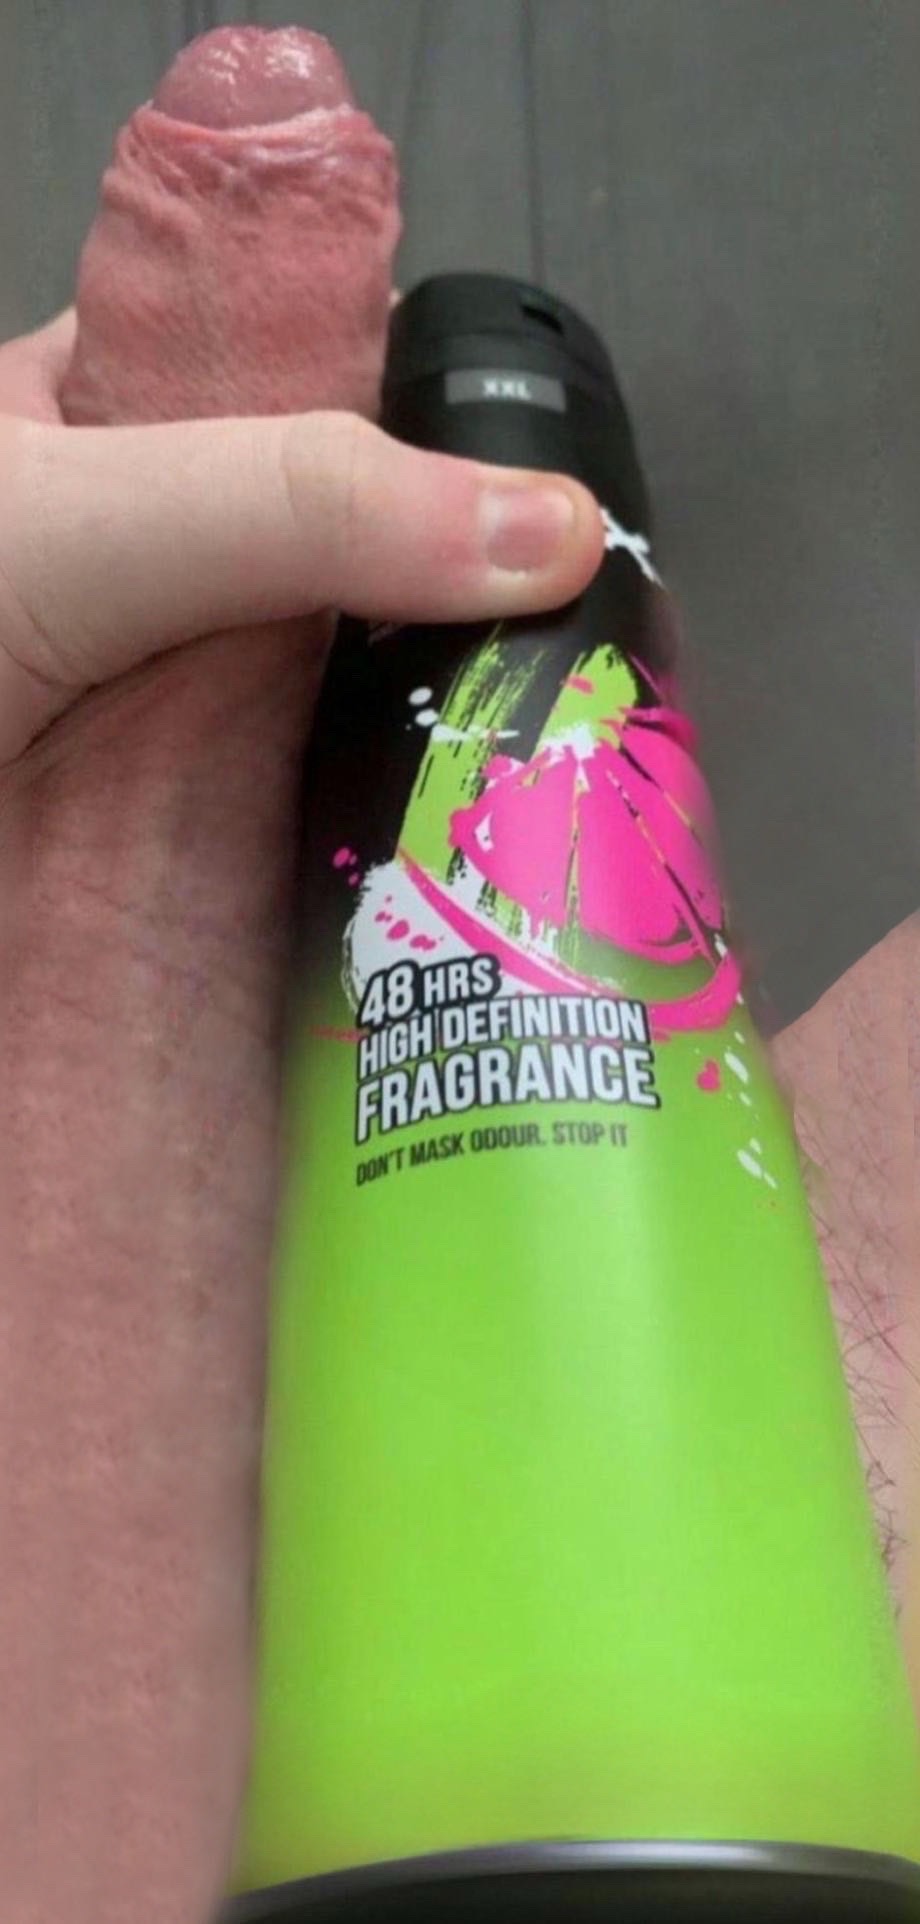 XXL
48 HRS
HIGH DEFINITION
FRAGRANCE
DON'T MASK ODOUR. STOP IT